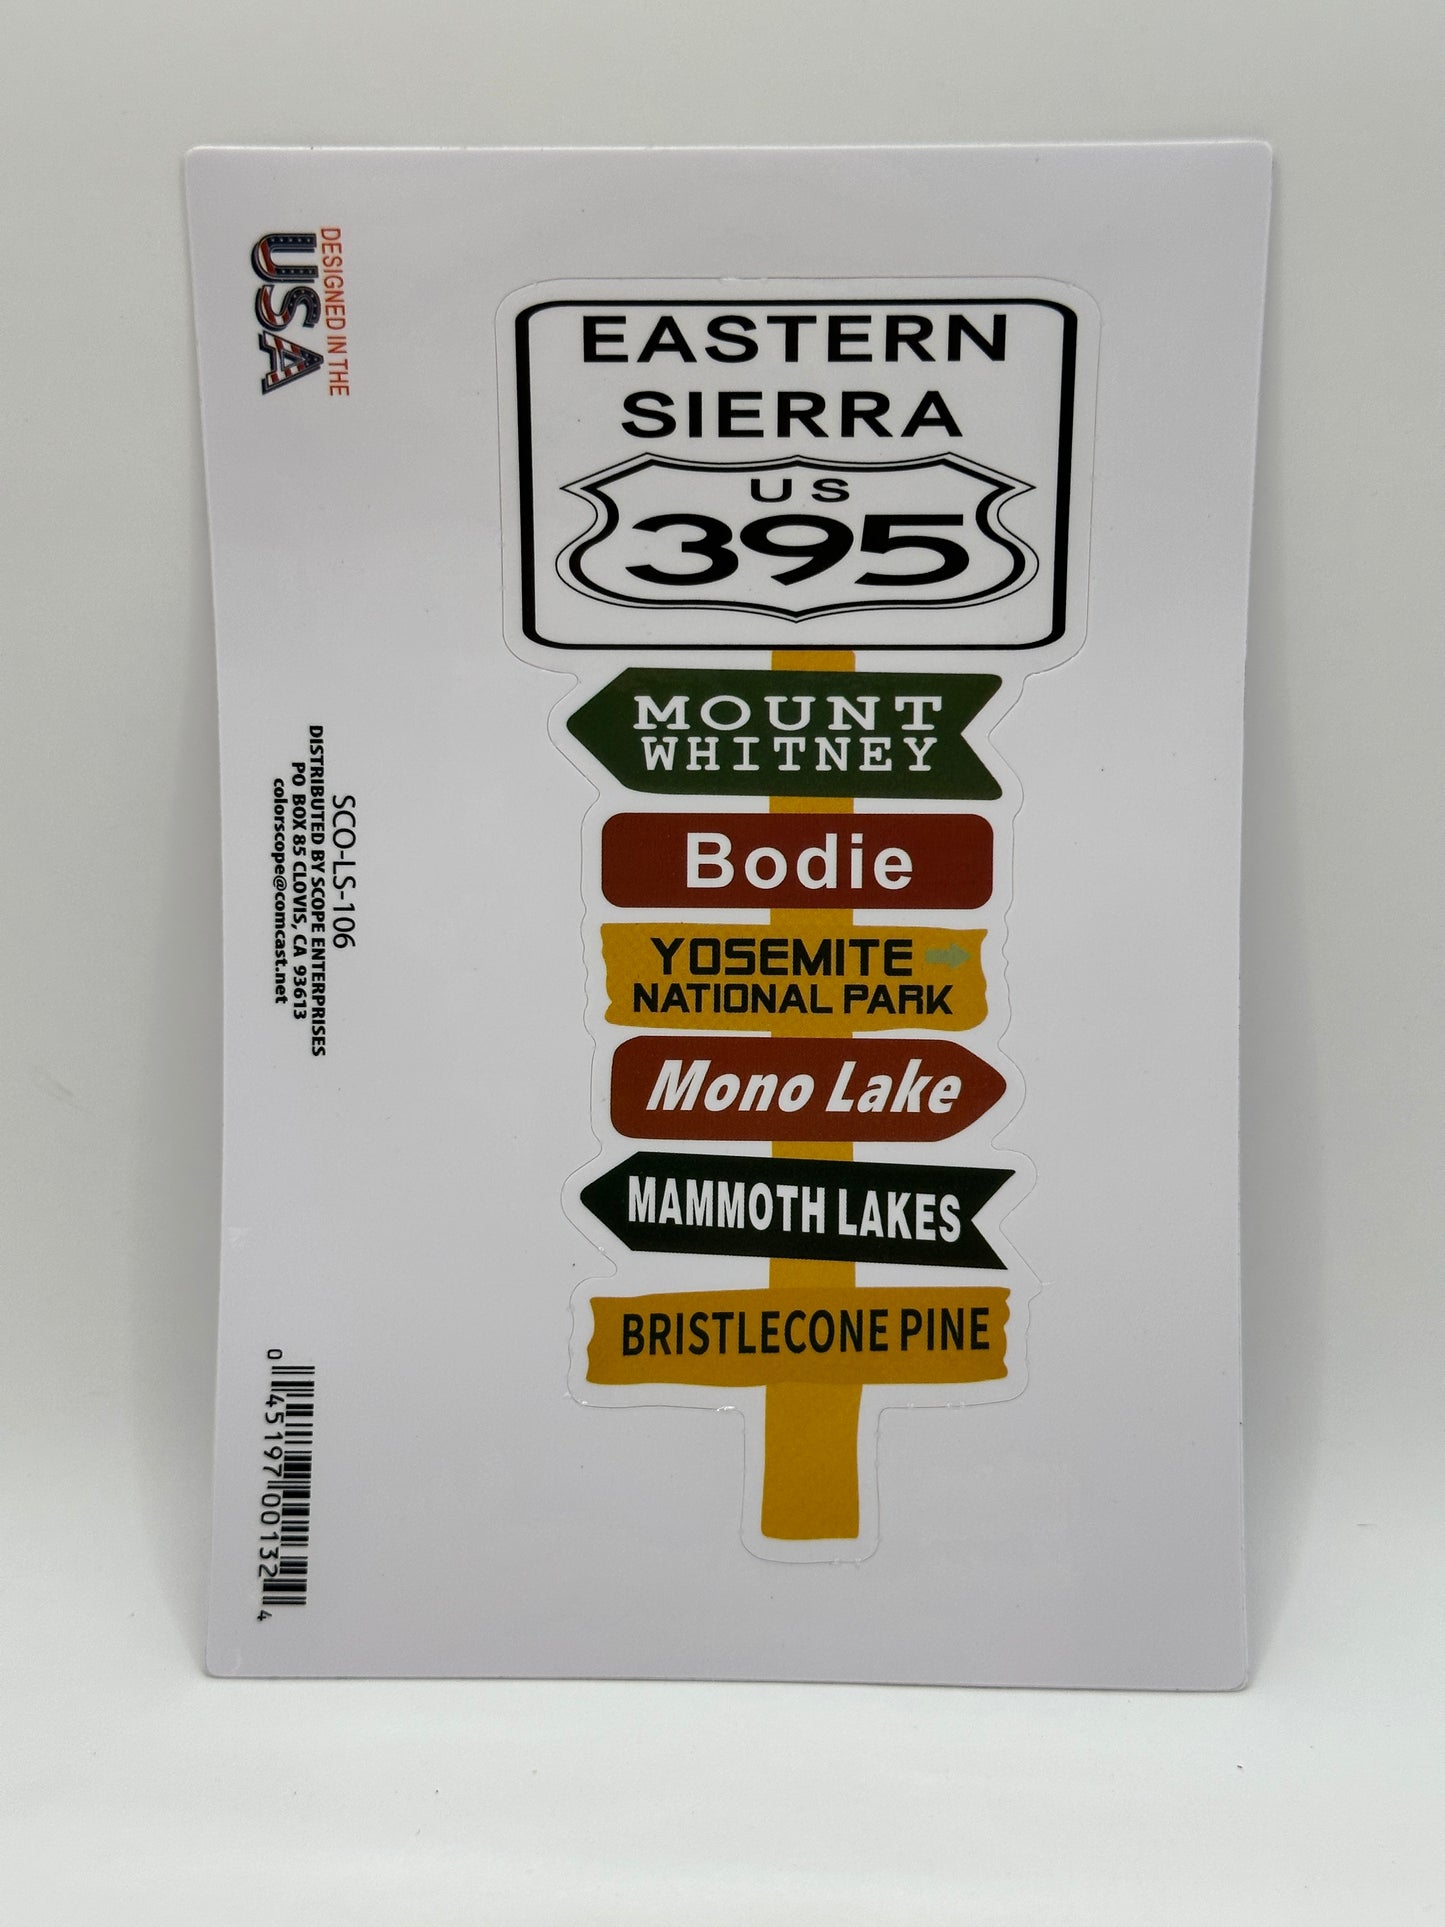 EASTERN
SIERRA
US
395
MOUNT
WHITNEY
Bodie
YOSEMITE
NATIONAL PARK
Mono Lake
MAMMOTH LAKES
BRISTLECONE PINE
DESIGNED IN THE
USA
SCO-LS-106
DISTRIBUTED BY SCOPE ENTERPRISES
PO BOX 85 CLOVIS, CA 93613
colorscope@comcast.net
0 45197 00132 4